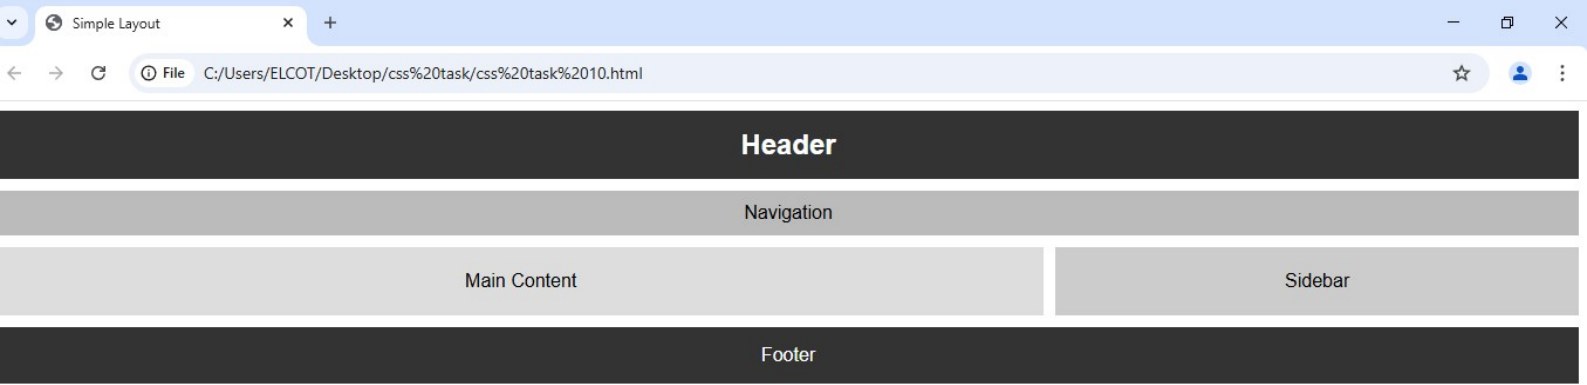 Simple Layout
File C:/Users/ELCOT/Desktop/css%20task/css%20task%2010.html
Header
Navigation
Main Content Sidebar
Footer